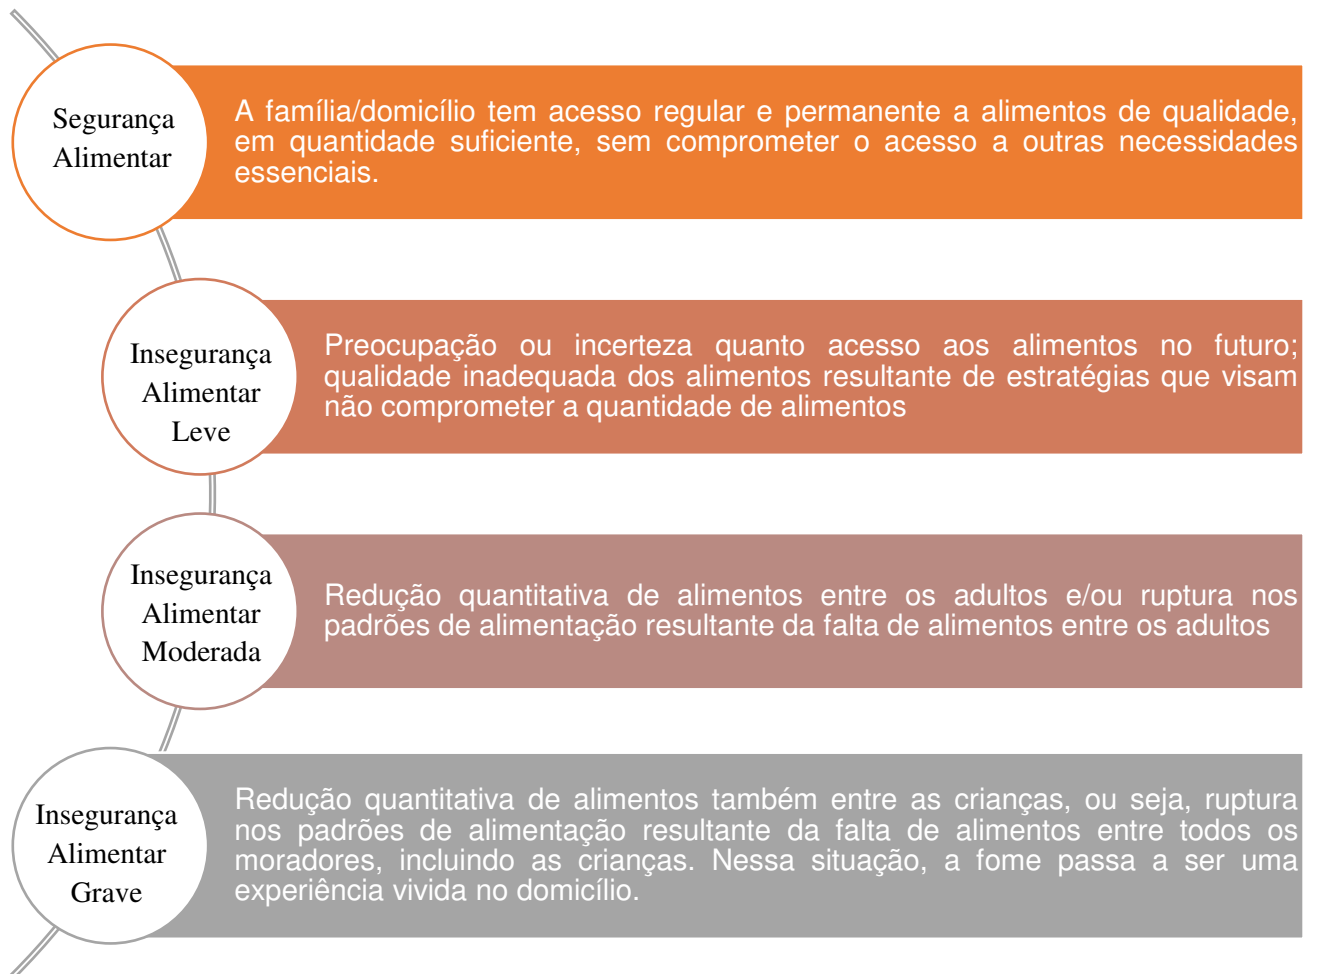 Segurança
Alimentar
A família/domicílio tem acesso regular e permanente a alimentos de qualidade,
em quantidade suficiente, sem comprometer o acesso a outras necessidades
essenciais.
Insegurança
Alimentar
Leve
Preocupação ou incerteza quanto acesso aos alimentos no futuro;
qualidade inadequada dos alimentos resultante de estratégias que visam
não comprometer a quantidade de alimentos
Insegurança
Alimentar
Moderada
Redução quantitativa de alimentos entre os adultos e/ou ruptura nos
padrões de alimentação resultante da falta de alimentos entre os adultos
Insegurança
Alimentar
Grave
Redução quantitativa de alimentos também entre as crianças, ou seja, ruptura
nos padrões de alimentação resultante da falta de alimentos entre todos os
moradores, incluindo as crianças. Nessa situação, a fome passa a ser uma
experiência vivida no domicílio.